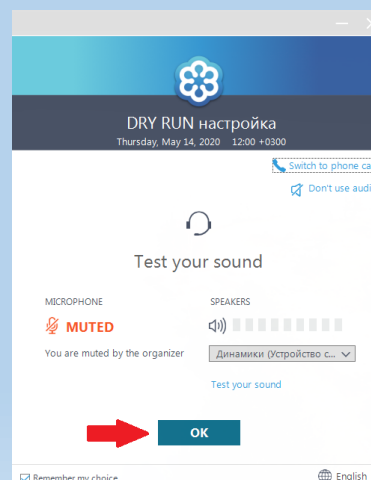 DRY RUN настройка
Thursday, May 14, 2020 12:00 +0300
Switch to phone ca
Don't use audi
Test your sound
MICROPHONE
SPEAKERS
MUTED
You are muted by the organizer
Динамики (Устройство с...
Test your sound
OK
Remember my choice
English